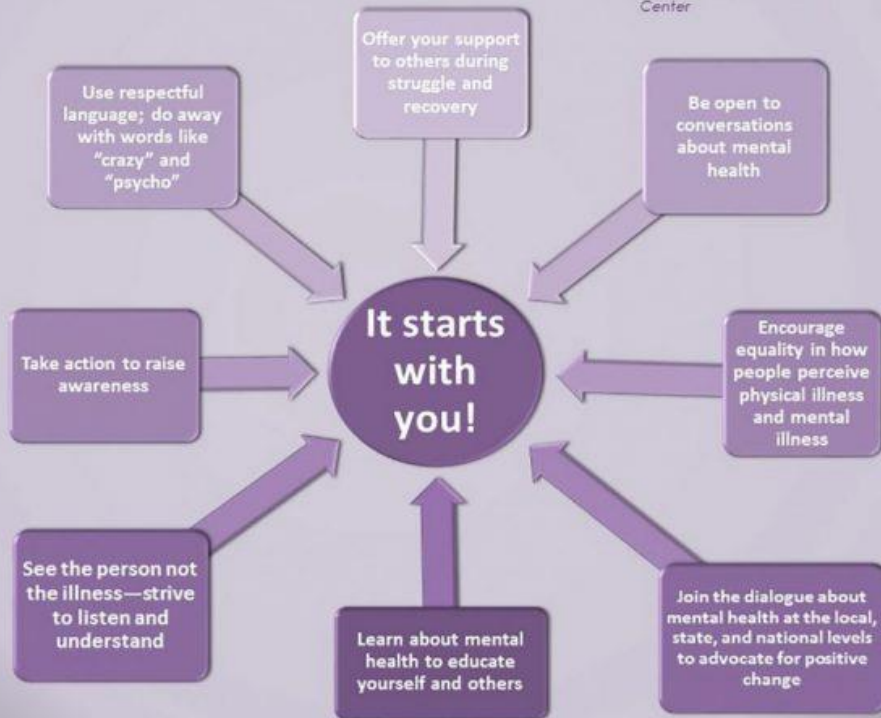 Center
Offer your support
to others during
struggle and
recovery
Use respectful
language; do away
with words like
“crazy” and
“psycho”
Be open to
conversations
about mental
health
It starts
with
you!
Take action to raise
awareness
Encourage
equality in how
people perceive
physical illness
and mental
illness
See the person not
the illness—strive
to listen and
understand
Learn about mental
health to educate
yourself and others
Join the dialogue about
mental health at the local,
state, and national levels
to advocate for positive
change